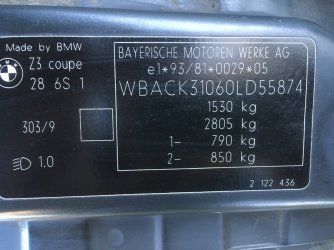 Made by BMW
BMW
Z3 coupe
28 6S 1
303/9
1.0
BAYERISCHE MOTOREN WERKE AG
e1*93/81*0029*05
WBACK31060LD55874
1530 kg
2805 kg
1- 790 kg
2- 850 kg
2 122 436